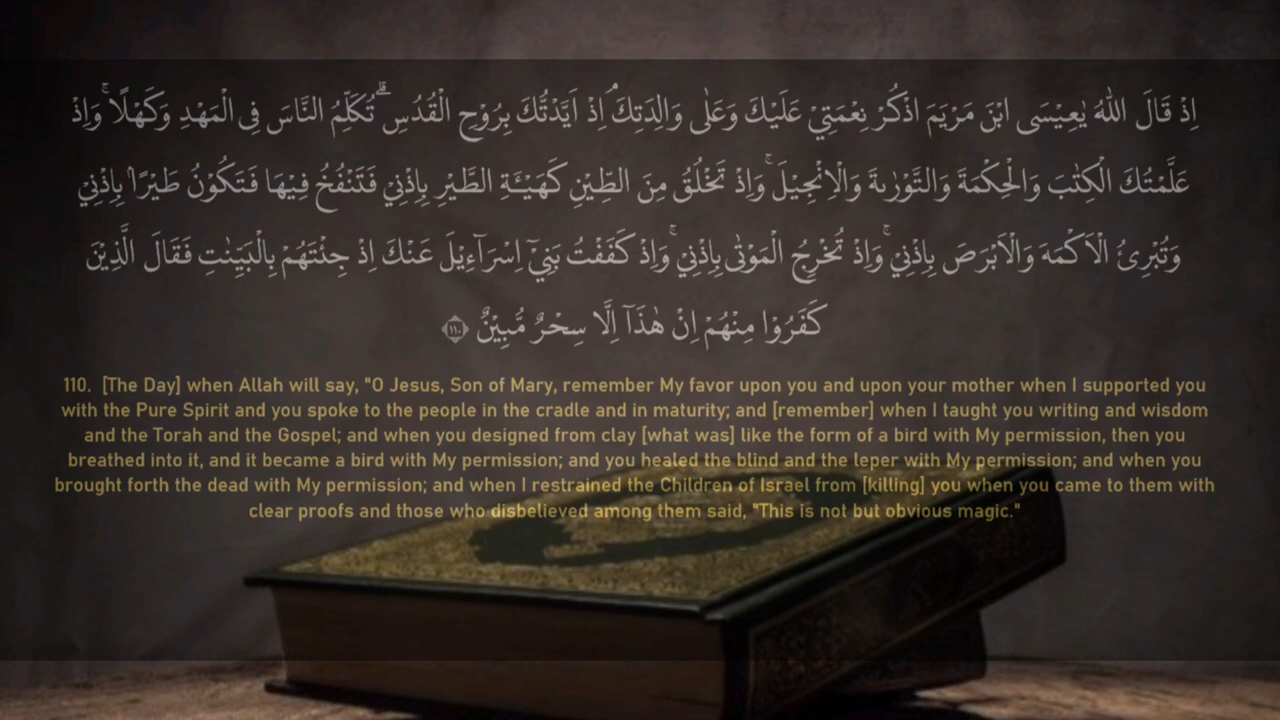 اِذْ قَالَ اللّٰهُ يٰعِيْسَى ابْنَ مَرْيَمَ اذْكُرْ نِعْمَتِيْ عَلَيْكَ وَعَلٰى وَالِدَتِكَ ۘاِذْ اَيَّدْتُّكَ بِرُوْحِ الْقُدُسِ ۗتُكَلِّمُ النَّاسَ فِى الْمَهْدِ وَكَهْلًا ۚوَاِذْ
عَلَّمْتُكَ الْكِتٰبَ وَالْحِكْمَةَ وَالتَّوْرٰىةَ وَالْاِنْجِيْلَ ۚوَاِذْ تَخْلُقُ مِنَ الطِّيْنِ كَهَيْـَٔةِ الطَّيْرِ بِاِذْنِيْ فَتَنْفُخُ فِيْهَا فَتَكُوْنُ طَيْرًاۢ بِاِذْنِيْ
وَتُبْرِئُ الْاَكْمَهَ وَالْاَبْرَصَ بِاِذْنِيْ ۚوَاِذْ تُخْرِجُ الْمَوْتٰى بِاِذْنِيْ ۚوَاِذْ كَفَفْتُ بَنِيْٓ اِسْرَاۤءِيْلَ عَنْكَ اِذْ جِئْتَهُمْ بِالْبَيِّنٰتِ فَقَالَ الَّذِيْنَ
كَفَرُوْا مِنْهُمْ اِنْ هٰذَآ اِلَّا سِحْرٌ مُّبِيْنٌ ١١٠
110. [The Day] when Allah will say, "O Jesus, Son of Mary, remember My favor upon you and upon your mother when I supported you
with the Pure Spirit and you spoke to the people in the cradle and in maturity; and [remember] when I taught you writing and wisdom
and the Torah and the Gospel; and when you designed from clay [what was] like the form of a bird with My permission, then you
breathed into it, and it became a bird with My permission; and you healed the blind and the leper with My permission; and when you
brought forth the dead with My permission; and when I restrained the Children of Israel from [killing] you when you came to them with
clear proofs and those who disbelieved among them said, "This is not but obvious magic."